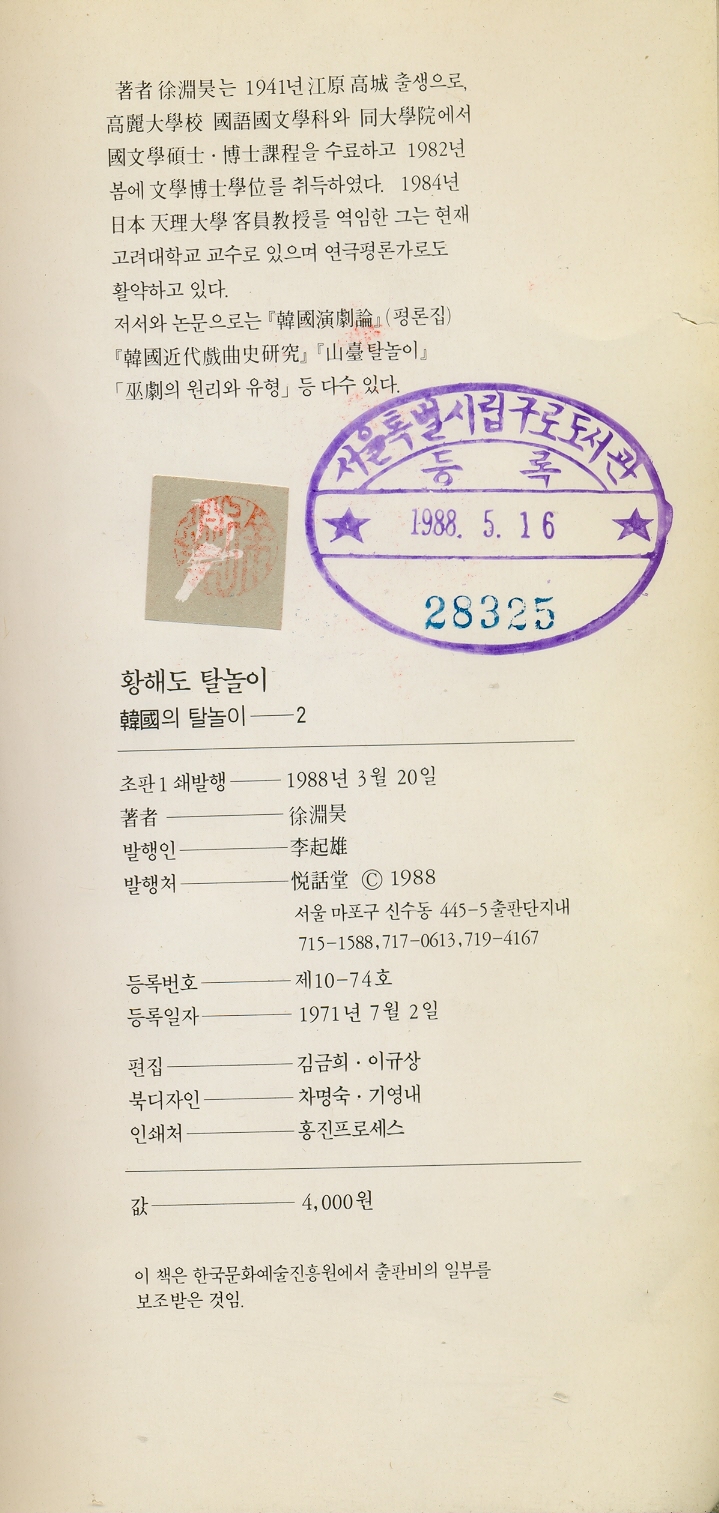 著者 徐淵昊는 1941년 江原 高城 출생으로,
高麗大學校 國語國文學科와 同大學院에서
國文學碩士·博士課程을 수료하고 1982년
봄에 文學博士學位를 취득하였다. 1984년
日本 天理大學 客員敎授를 역임한 그는 현재
고려대학교 교수로 있으며 연극평론가로도
활약하고 있다.
저서와 논문으로는 『韓國演劇論』(평론집)
『韓國近代戲曲史硏究』『山臺탈놀이』
「巫劇의 원리와 유형」 등 다수 있다.
서울특별시립구로도서관
등 록
★ 1988. 5. 16 ★
28325
황해도 탈놀이
韓國의 탈놀이——2
초판1쇄발행——1988년 3월 20일
著者——徐淵昊
발행인——李起雄
발행처——悅話堂 ⓒ 1988
서울 마포구 신수동 445-5 출판단지내
715-1588, 717-0613, 719-4167
등록번호——제10-74호
등록일자——1971년 7월 2일
편집——김금희·이규상
북디자인——차명숙·기영내
인쇄처——홍진프로세스
값——4,000원
이 책은 한국문화예술진흥원에서 출판비의 일부를
보조받은 것임.